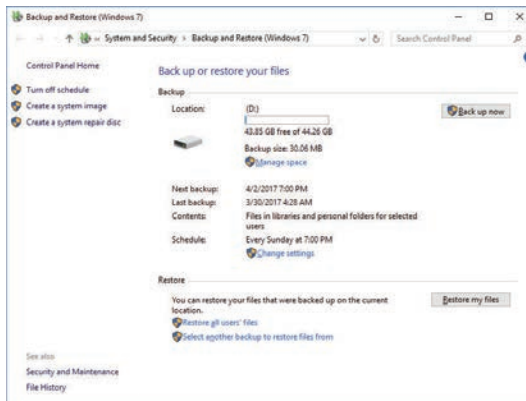 Backup and Restore (Windows 7)
« System and Security > Backup and Restore (Windows 7)
Search Control Panel
Control Panel Home
Turn off schedule
Create a system image
Create a system repair disc
Back up or restore your files
Backup
Location: (D:)
Back up now
43.85 GB free of 44.26 GB
Backup size: 30.06 MB
Manage space
Next backup: 4/2/2017 7:00 PM
Last backup: 3/30/2017 4:28 AM
Contents: Files in libraries and personal folders for selected
users
Schedule: Every Sunday at 7:00 PM
Change settings
Restore
You can restore your files that were backed up on the current
location.
Restore my files
Restore all users' files
Select another backup to restore files from
See also
Security and Maintenance
File History